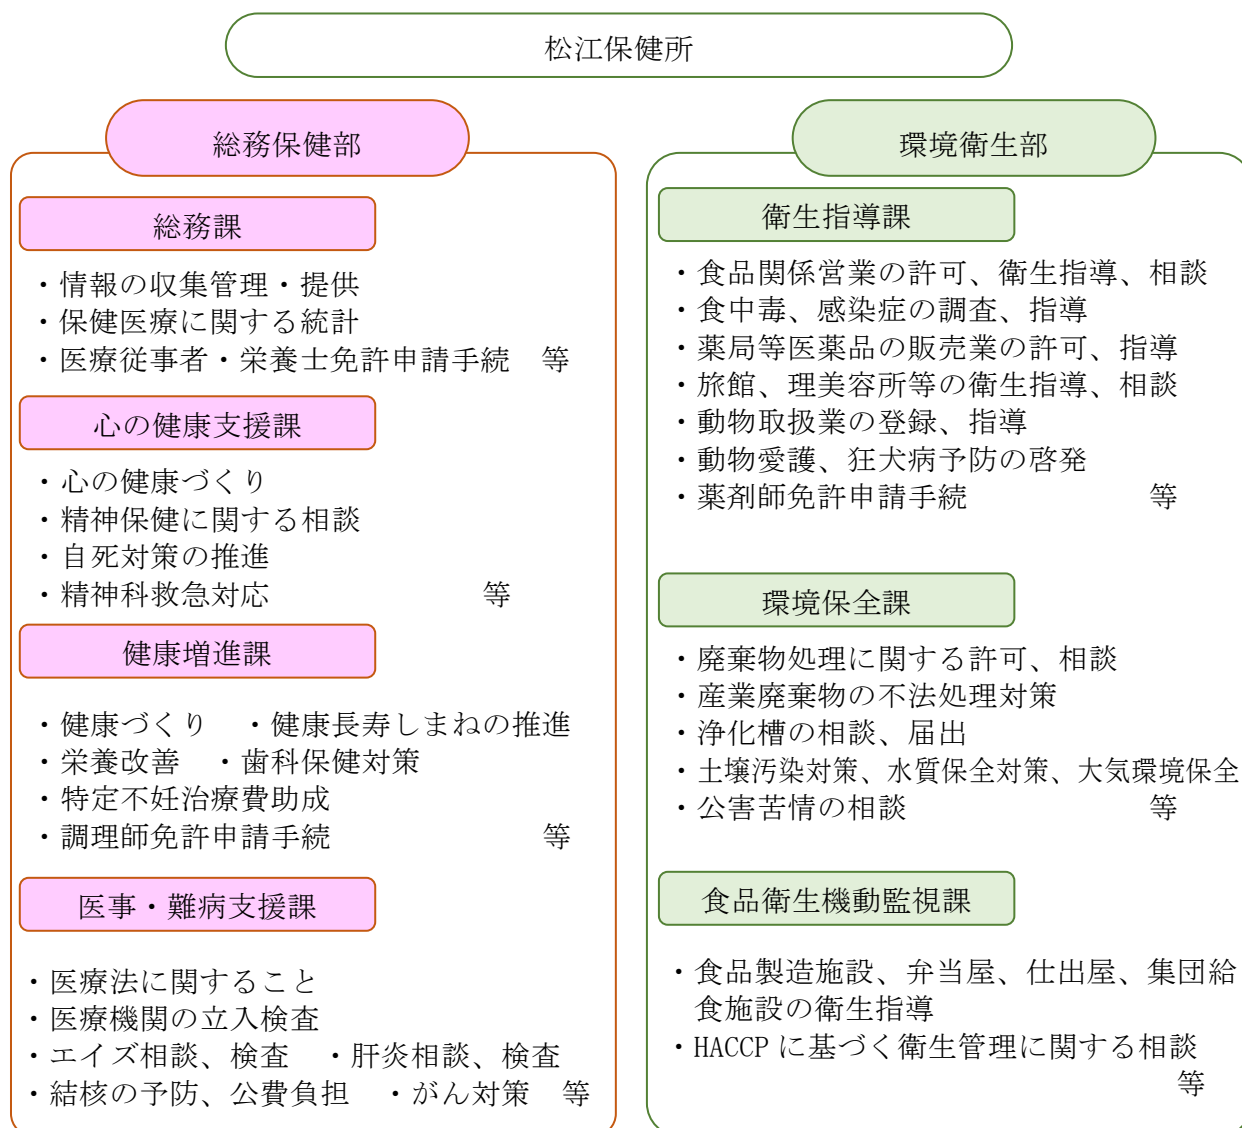 松江保健所
総務保健部
総務課
・情報の収集管理・提供
・保健医療に関する統計
・医療従事者・栄養士免許申請手続　等
心の健康支援課
・心の健康づくり
・精神保健に関する相談
・自死対策の推進
・精神科救急対応　等
健康増進課
・健康づくり　・健康長寿しまねの推進
・栄養改善　・歯科保健対策
・特定不妊治療費助成
・調理師免許申請手続　等
医事・難病支援課
・医療法に関すること
・医療機関の立入検査
・エイズ相談、検査　・肝炎相談、検査
・結核の予防、公費負担　・がん対策　等
環境衛生部
衛生指導課
・食品関係営業の許可、衛生指導、相談
・食中毒、感染症の調査、指導
・薬局等医薬品の販売業の許可、指導
・旅館、理美容所等の衛生指導、相談
・動物取扱業の登録、指導
・動物愛護、狂犬病予防の啓発
・薬剤師免許申請手続　等
環境保全課
・廃棄物処理に関する許可、相談
・産業廃棄物の不法処理対策
・浄化槽の相談、届出
・土壌汚染対策、水質保全対策、大気環境保全
・公害苦情の相談　等
食品衛生機動監視課
・食品製造施設、弁当屋、仕出屋、集団給
食施設の衛生指導
・HACCPに基づく衛生管理に関する相談
等